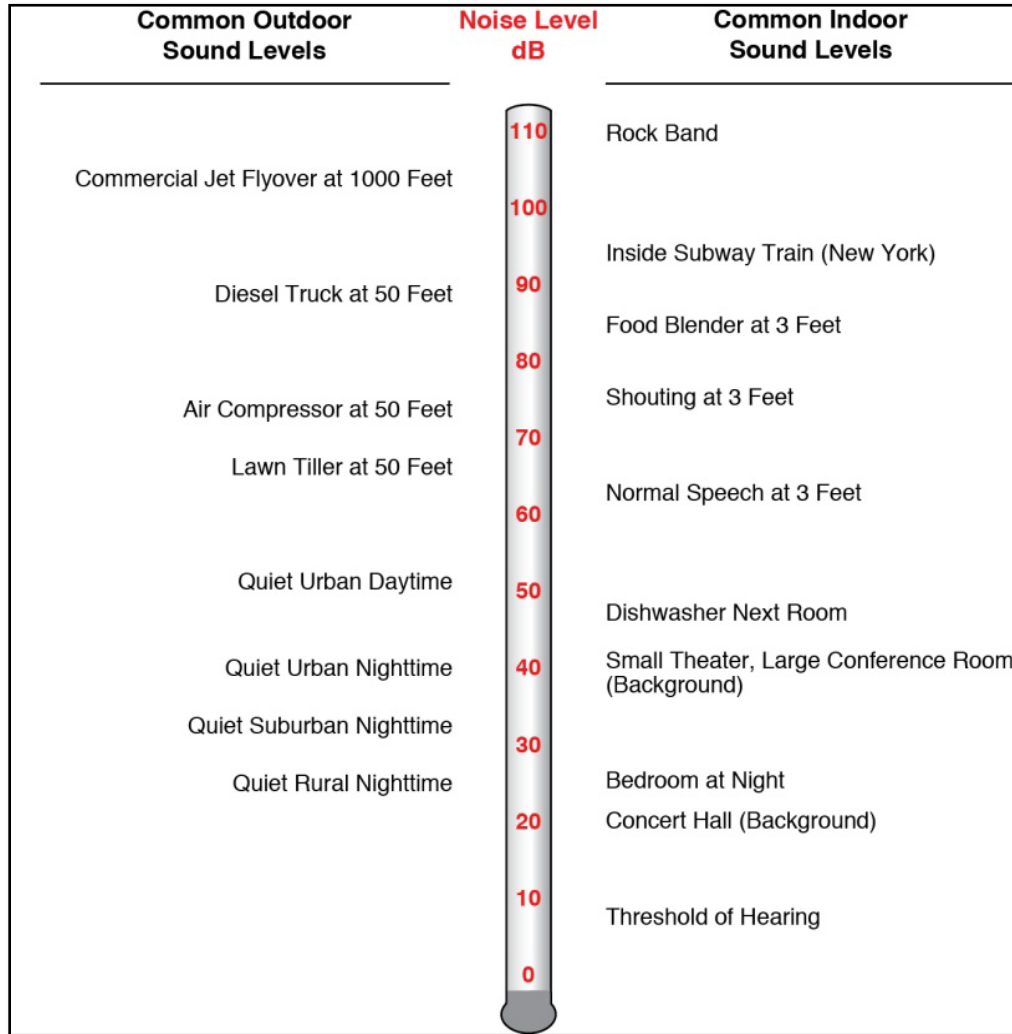 Common Outdoor
Sound Levels
Noise Level
dB
Common Indoor
Sound Levels
110
Rock Band
Commercial Jet Flyover at 1000 Feet
100
Inside Subway Train (New York)
90
Diesel Truck at 50 Feet
Food Blender at 3 Feet
80
Shouting at 3 Feet
Air Compressor at 50 Feet
70
Lawn Tiller at 50 Feet
Normal Speech at 3 Feet
60
Quiet Urban Daytime
50
Dishwasher Next Room
Quiet Urban Nighttime
40
Small Theater, Large Conference Room
(Background)
Quiet Suburban Nighttime
30
Quiet Rural Nighttime
Bedroom at Night
20
Concert Hall (Background)
10
Threshold of Hearing
0